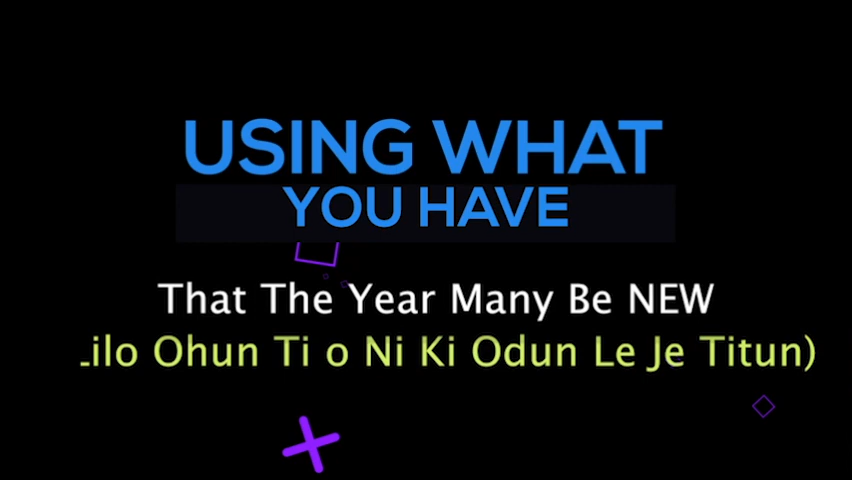 USING WHAT
YOU HAVE
That The Year Many Be NEW
Ohun Ti o Ni Ki Odun Le Je Titun)